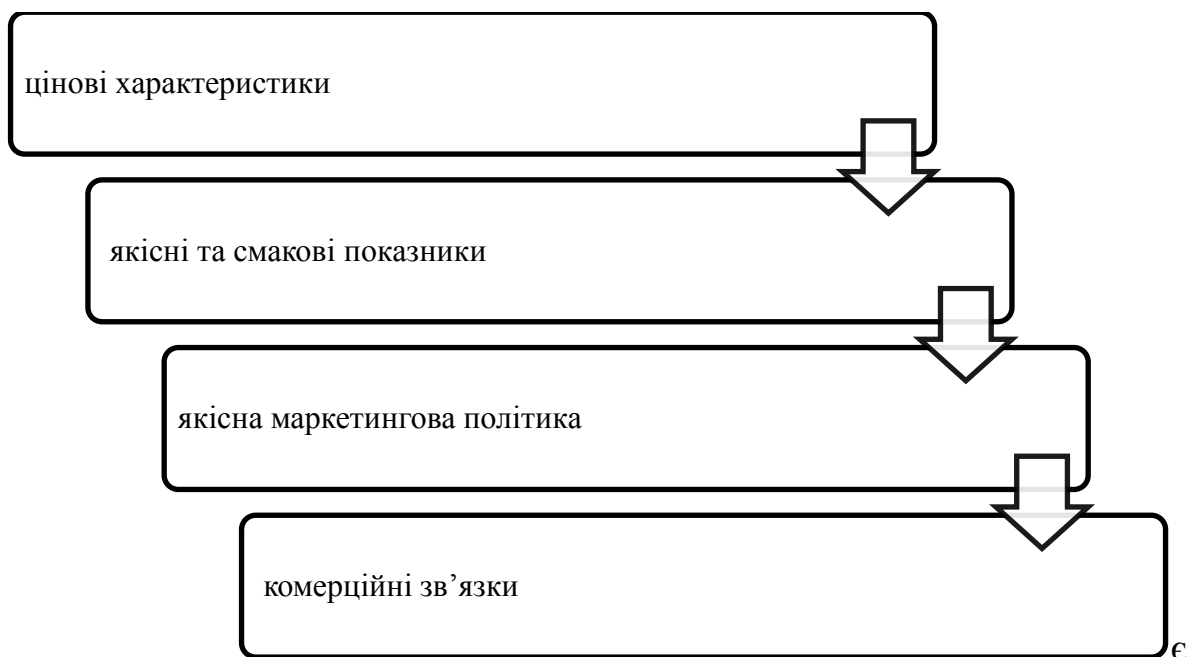 цінові характеристики
якісні та смакові показники
якісна маркетингова політика
комерційні зв’язки
є